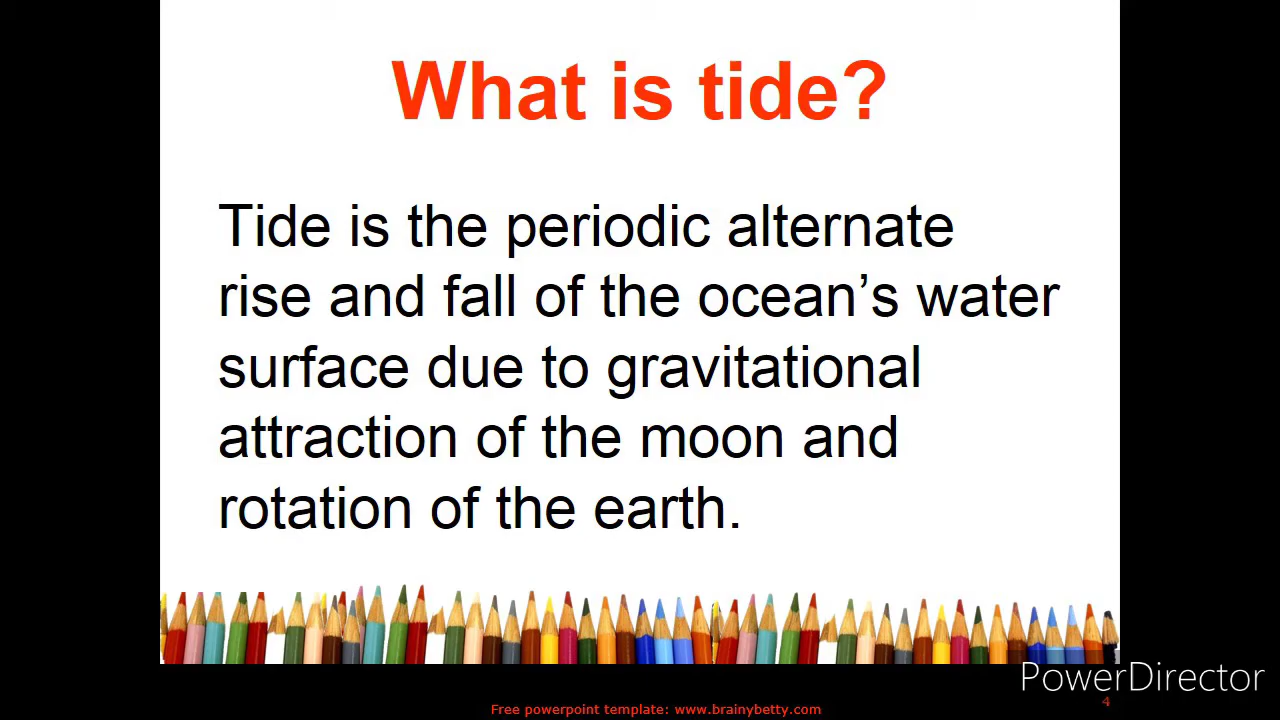 What is tide?
Tide is the periodic alternate
rise and fall of the ocean’s water
surface due to gravitational
attraction of the moon and
rotation of the earth.
PowerDirector
4
Free powerpoint template: www.brainybetty.com